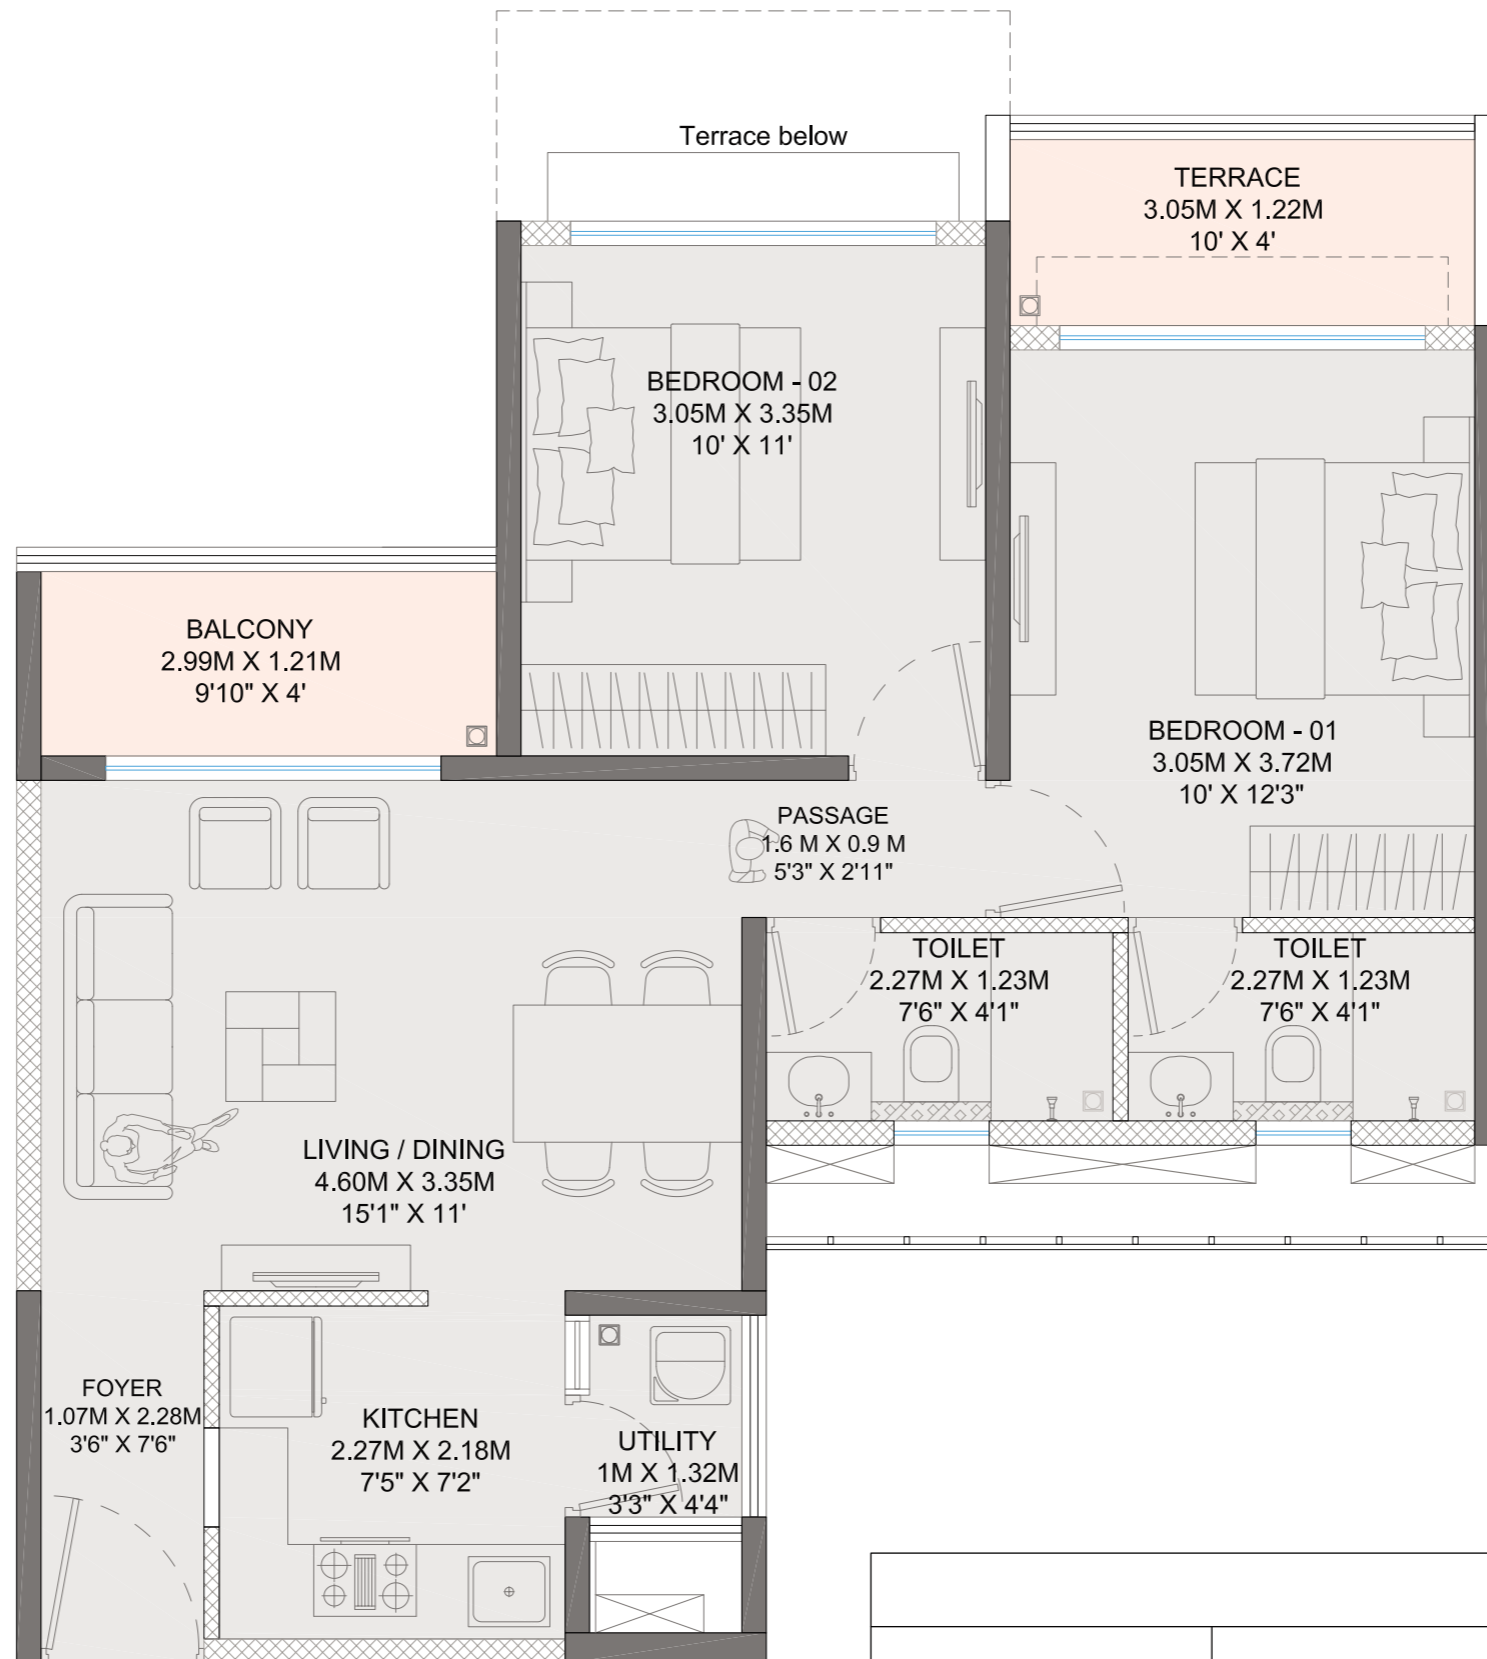 Terrace below
TERRACE
3.05M X 1.22M
10' X 4'
BEDROOM - 02
3.05M X 3.35M
10' X 11'
BALCONY
2.99M X 1.21M
9'10" X 4'
BEDROOM - 01
3.05M X 3.72M
10' X 12'3"
PASSAGE
1.6 M X 0.9 M
5'3" X 2'11"
TOILET
2.27M X 1.23M
7'6" X 4'1"
TOILET
2.27M X 1.23M
7'6" X 4'1"
LIVING / DINING
4.60M X 3.35M
15'1" X 11'
FOYER
1.07M X 2.28M
3'6" X 7'6"
KITCHEN
2.27M X 2.18M
7'5" X 7'2"
UTILITY
1M X 1.32M
3'3" X 4'4"